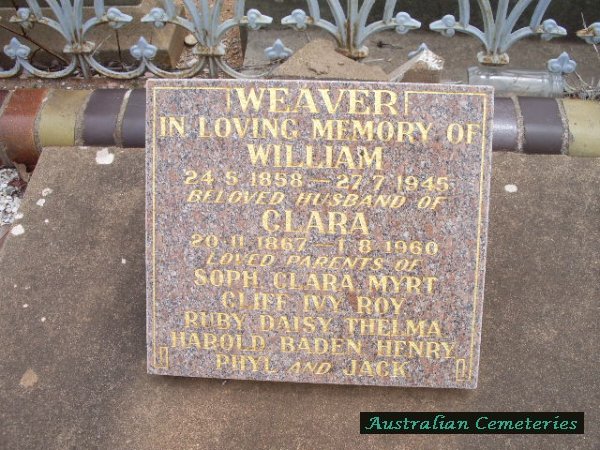 WEAVER
IN LOVING MEMORY OF
WILLIAM
24·5·1858 — 27·7·1945
BELOVED HUSBAND OF
CLARA
20·11·1867 — 1·8·1960
LOVED PARENTS OF
SOPH CLARA MYRT
CLIFF IVY ROY
RUBY DAISY THELMA
HAROLD BADEN HENRY
PHYL AND JACK
Australian Cemeteries